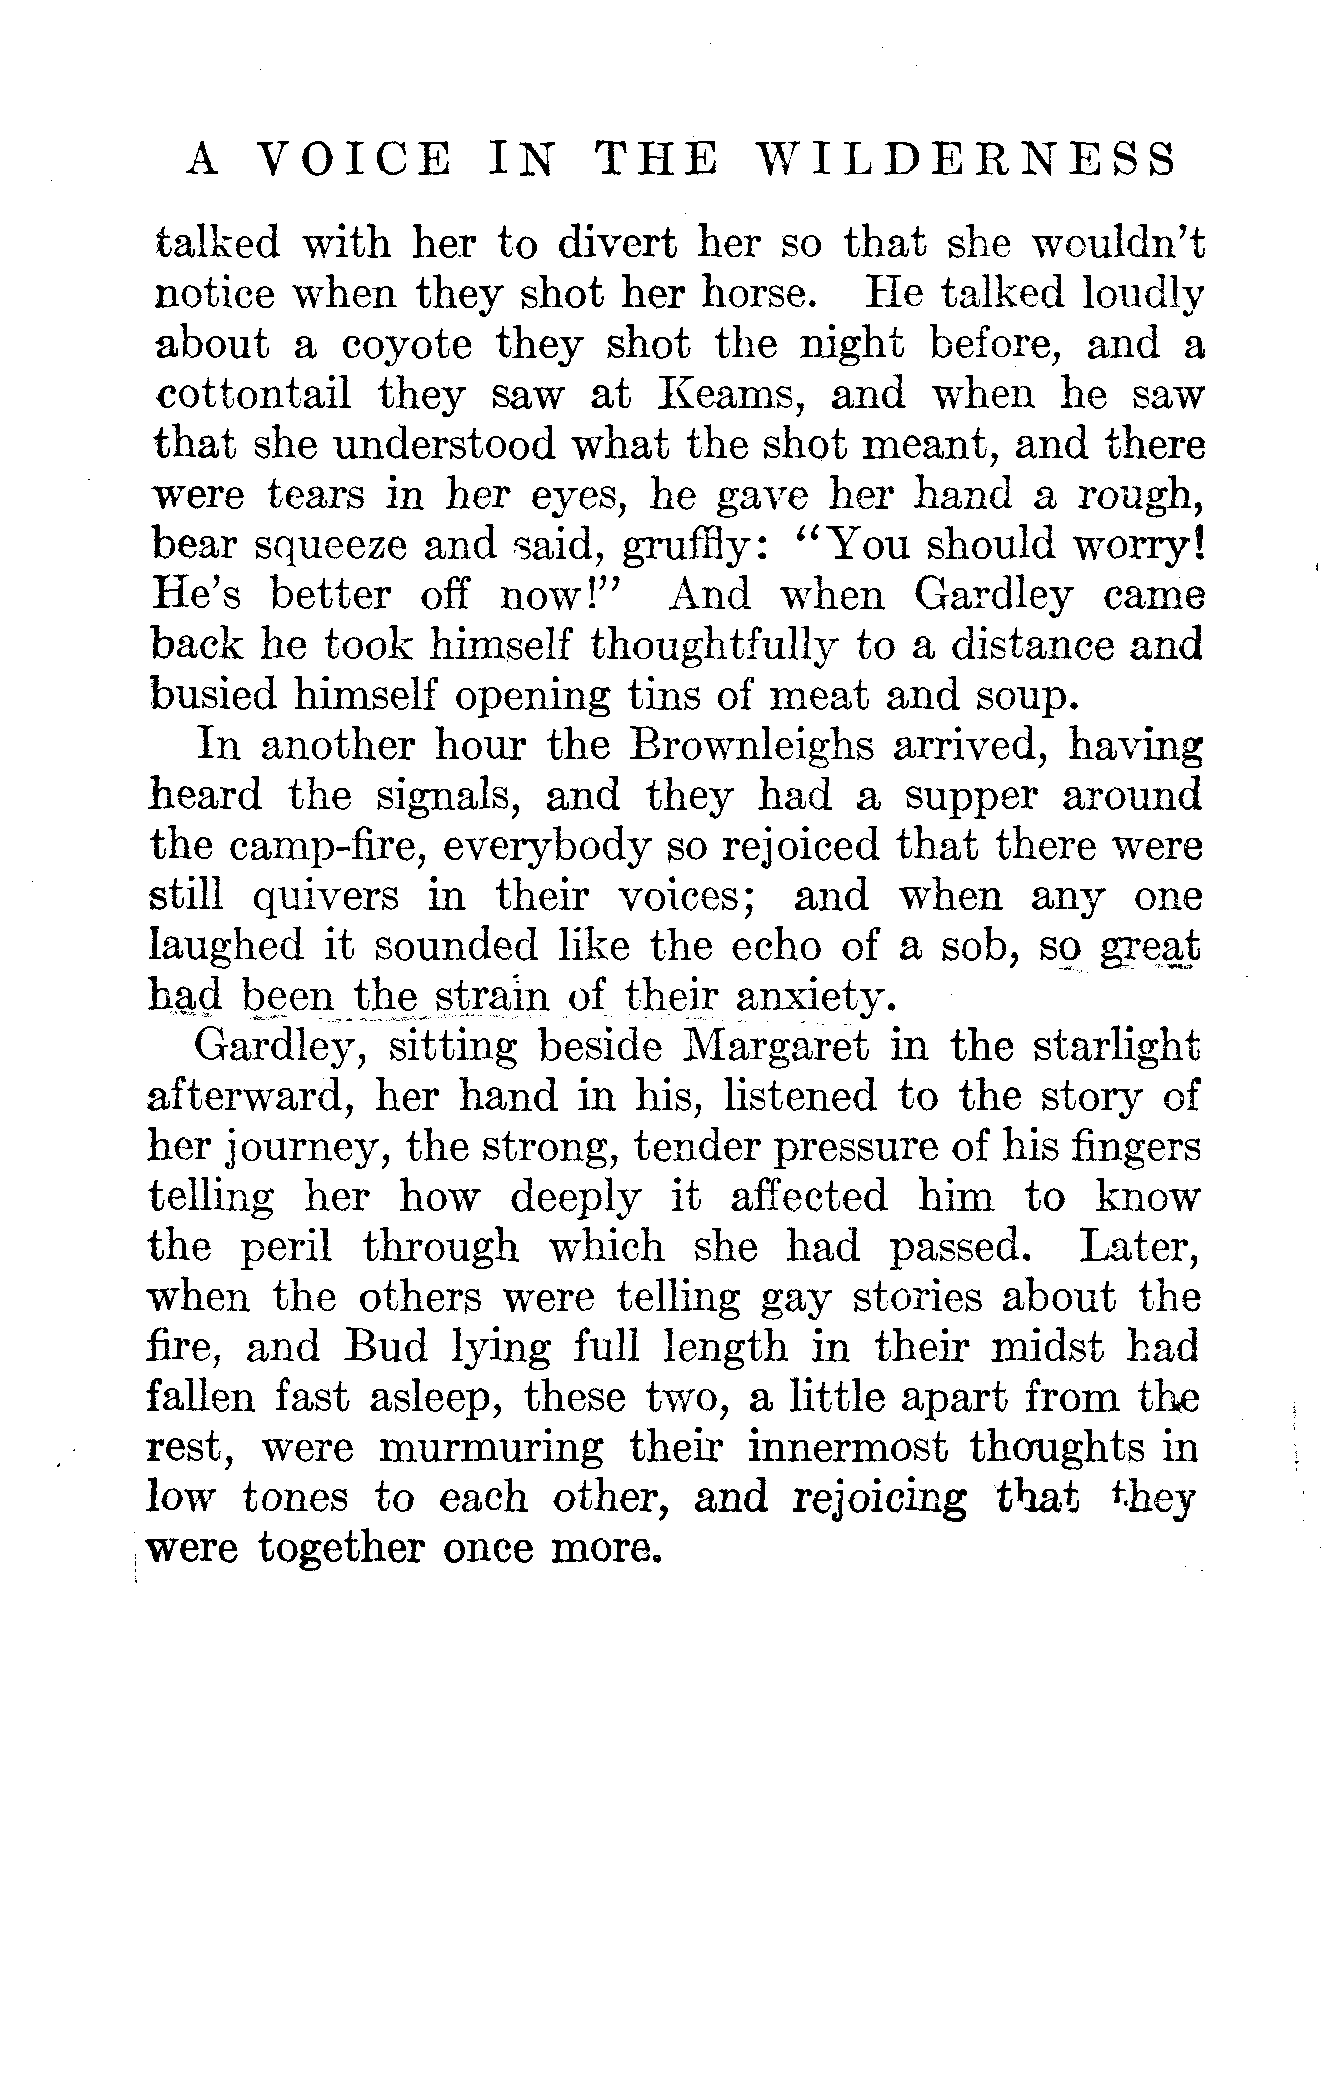 A VOICE IN THE WILDERNESS
talked with her to divert her so that she wouldn't
notice when they shot her horse. He talked loudly
about a coyote they shot the night before, and a
cottontail they saw at Keams, and when he saw
that she understood what the shot meant, and there
were tears in her eyes, he gave her hand a rough,
bear squeeze and said, gruffly: “You should worry!
He's better off now!” And when Gardley came
back he took himself thoughtfully to a distance and
busied himself opening tins of meat and soup.
In another hour the Brownleighs arrived, having
heard the signals, and they had a supper around
the camp-fire, everybody so rejoiced that there were
still quivers in their voices; and when any one
laughed it sounded like the echo of a sob, so great
had been the strain of their anxiety.
Gardley, sitting beside Margaret in the starlight
afterward, her hand in his, listened to the story of
her journey, the strong, tender pressure of his fingers
telling her how deeply it affected him to know
the peril through which she had passed. Later,
when the others were telling gay stories about the
fire, and Bud lying full length in their midst had
fallen fast asleep, these two, a little apart from the
rest, were murmuring their innermost thoughts in
low tones to each other, and rejoicing that they
were together once more.